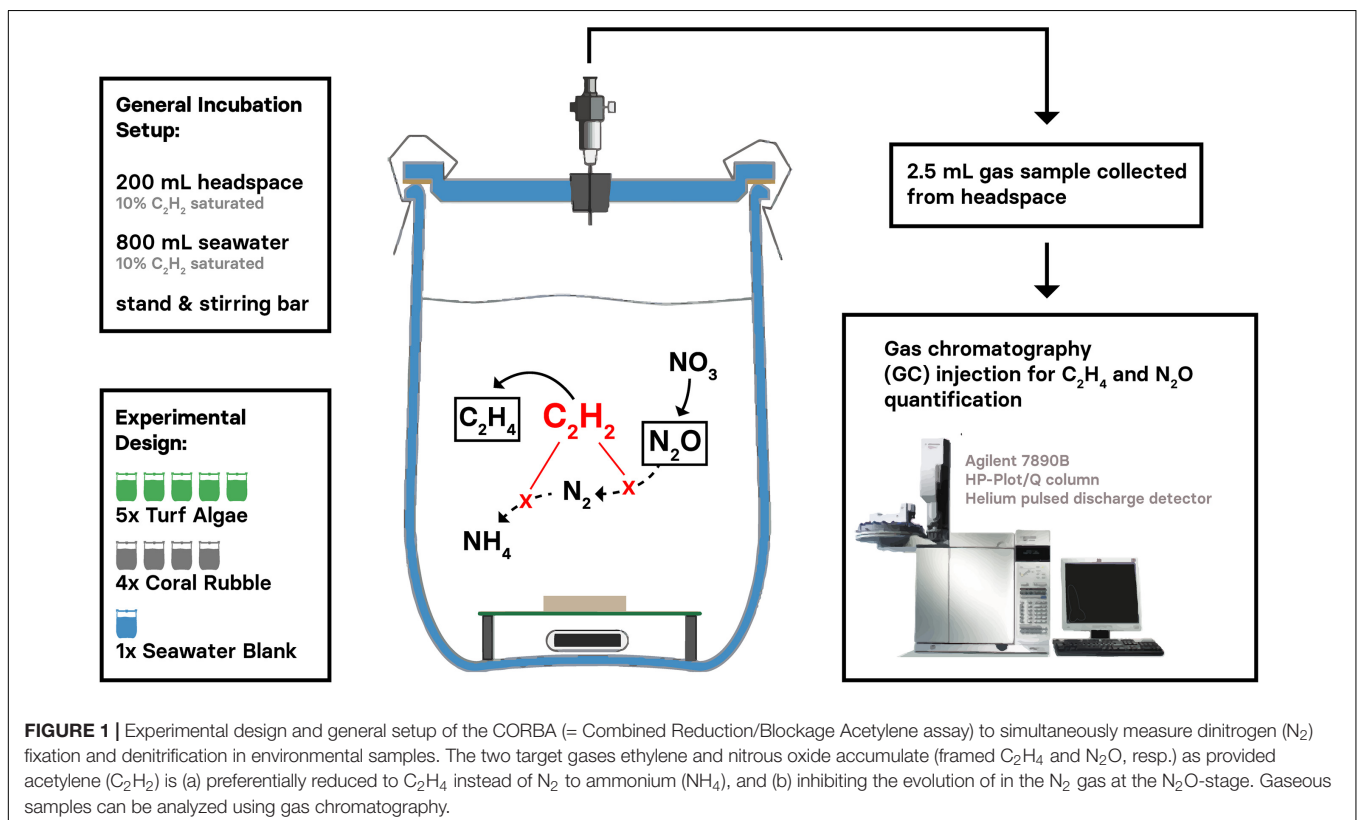 General Incubation
Setup:
200 mL headspace
10% C₂H₂ saturated
800 mL seawater
10% C₂H₂ saturated
stand & stirring bar
Experimental
Design:
5x Turf Algae
4x Coral Rubble
1x Seawater Blank
NO₃
C₂H₄
C₂H₂
N₂O
X
N₂
X
NH₄
2.5 mL gas sample collected
from headspace
Gas chromatography
(GC) injection for C₂H₄ and N₂O
quantification
Agilent 7890B
HP-Plot/Q column
Helium pulsed discharge detector
FIGURE 1 | Experimental design and general setup of the CORBA (= Combined Reduction/Blockage Acetylene assay) to simultaneously measure dinitrogen (N₂)
fixation and denitrification in environmental samples. The two target gases ethylene and nitrous oxide accumulate (framed C₂H₄ and N₂O, resp.) as provided
acetylene (C₂H₂) is (a) preferentially reduced to C₂H₄ instead of N₂ to ammonium (NH₄), and (b) inhibiting the evolution of in the N₂ gas at the N₂O-stage. Gaseous
samples can be analyzed using gas chromatography.